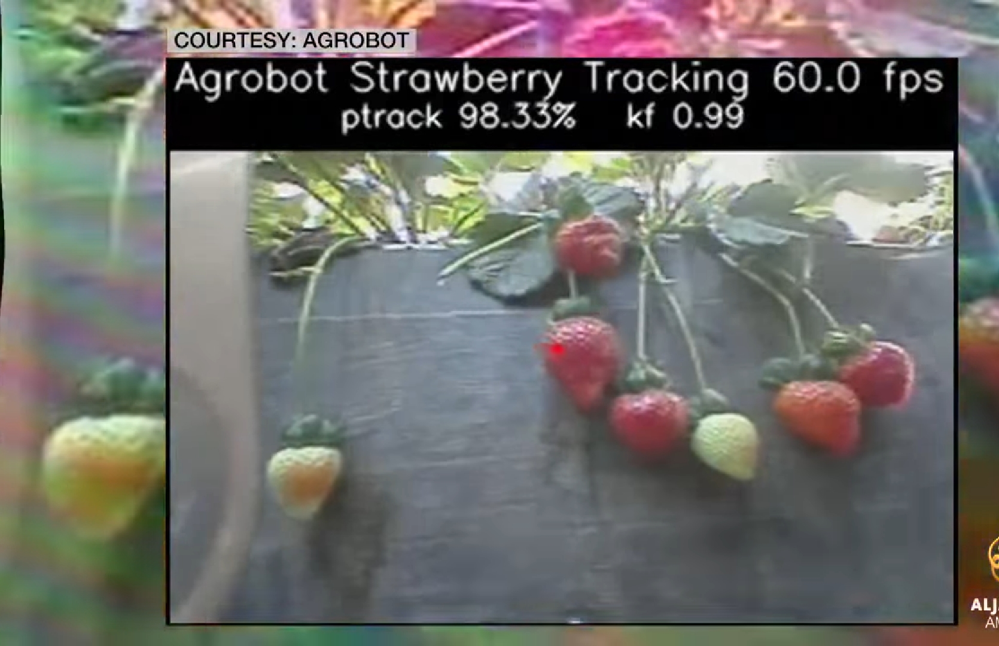 COURTESY: AGROBOT
Agrobot Strawberry Tracking 60.0 fps
ptrack 98.33% kf 0.99